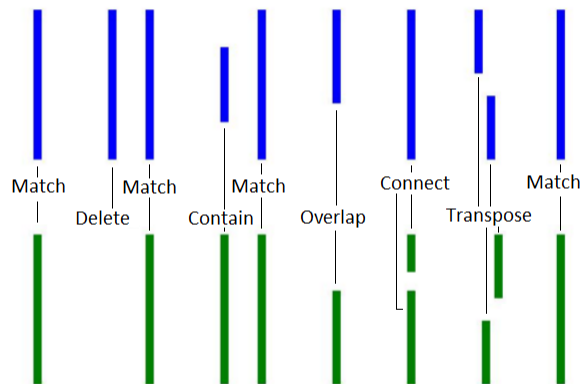 Match
Delete
Match
Contain
Match
Overlap
Connect
Transpose
Match